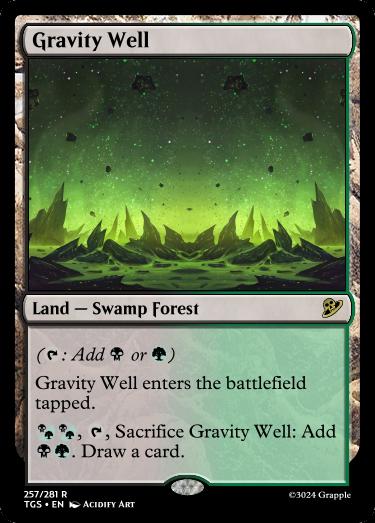 Gravity Well
Land — Swamp Forest
(: Add or )
Gravity Well enters the battlefield
tapped.
, , Sacrifice Gravity Well: Add
. Draw a card.
257/281 R
TGS • EN Acidify Art
©3024 Grapple